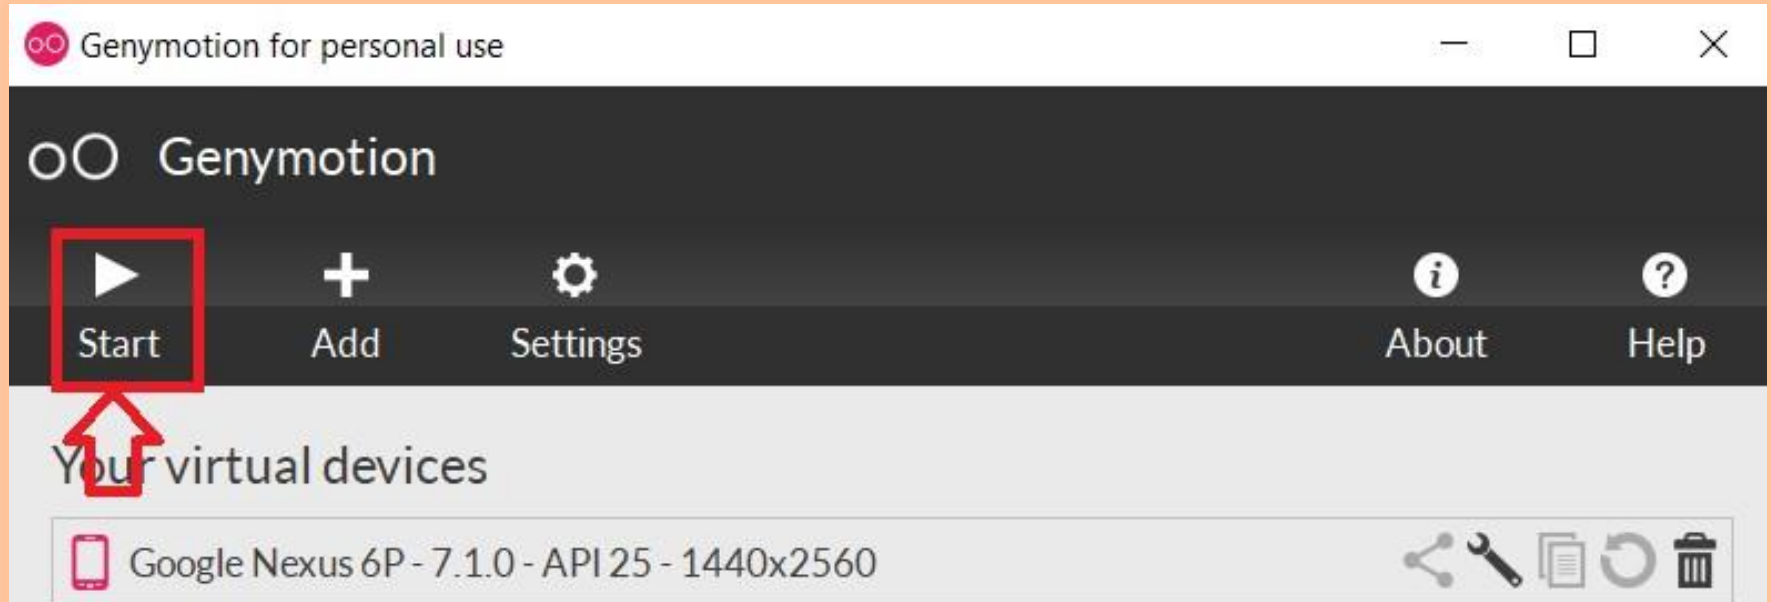 Genymotion for personal use
oO Genymotion
Start Add Settings About Help
Your virtual devices
Google Nexus 6P - 7.1.0 - API 25 - 1440x2560